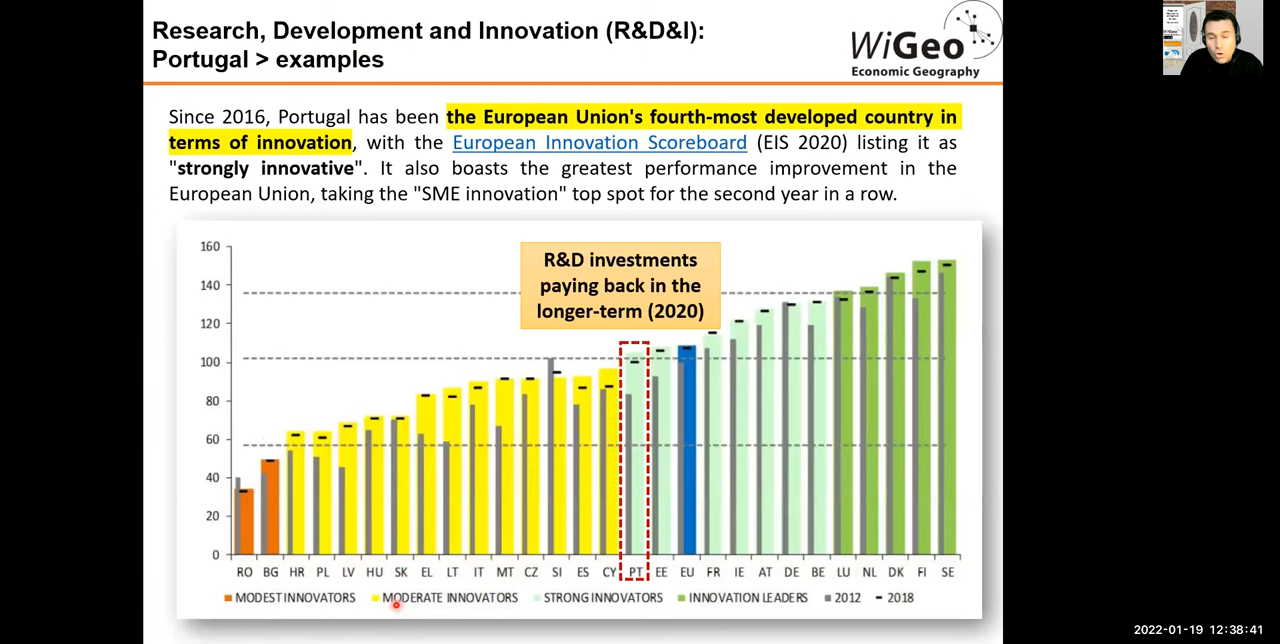 Research, Development and Innovation (R&D&I):
Portugal > examples
WiGeo
Economic Geography
Since 2016, Portugal has been the European Union's fourth-most developed country in
terms of innovation, with the European Innovation Scoreboard (EIS 2020) listing it as
"strongly innovative". It also boasts the greatest performance improvement in the
European Union, taking the "SME innovation" top spot for the second year in a row.
R&D investments
paying back in the
longer-term (2020)
160
140
120
100
80
60
40
20
0
RO BG HR PL LV HU SK EL LT IT MT CZ SI ES CY PT EE EU FR IE AT DE BE LU NL DK FI SE
MODEST INNOVATORS MODERATE INNOVATORS STRONG INNOVATORS INNOVATION LEADERS 2012 2018
2022-01-19 12:38:41